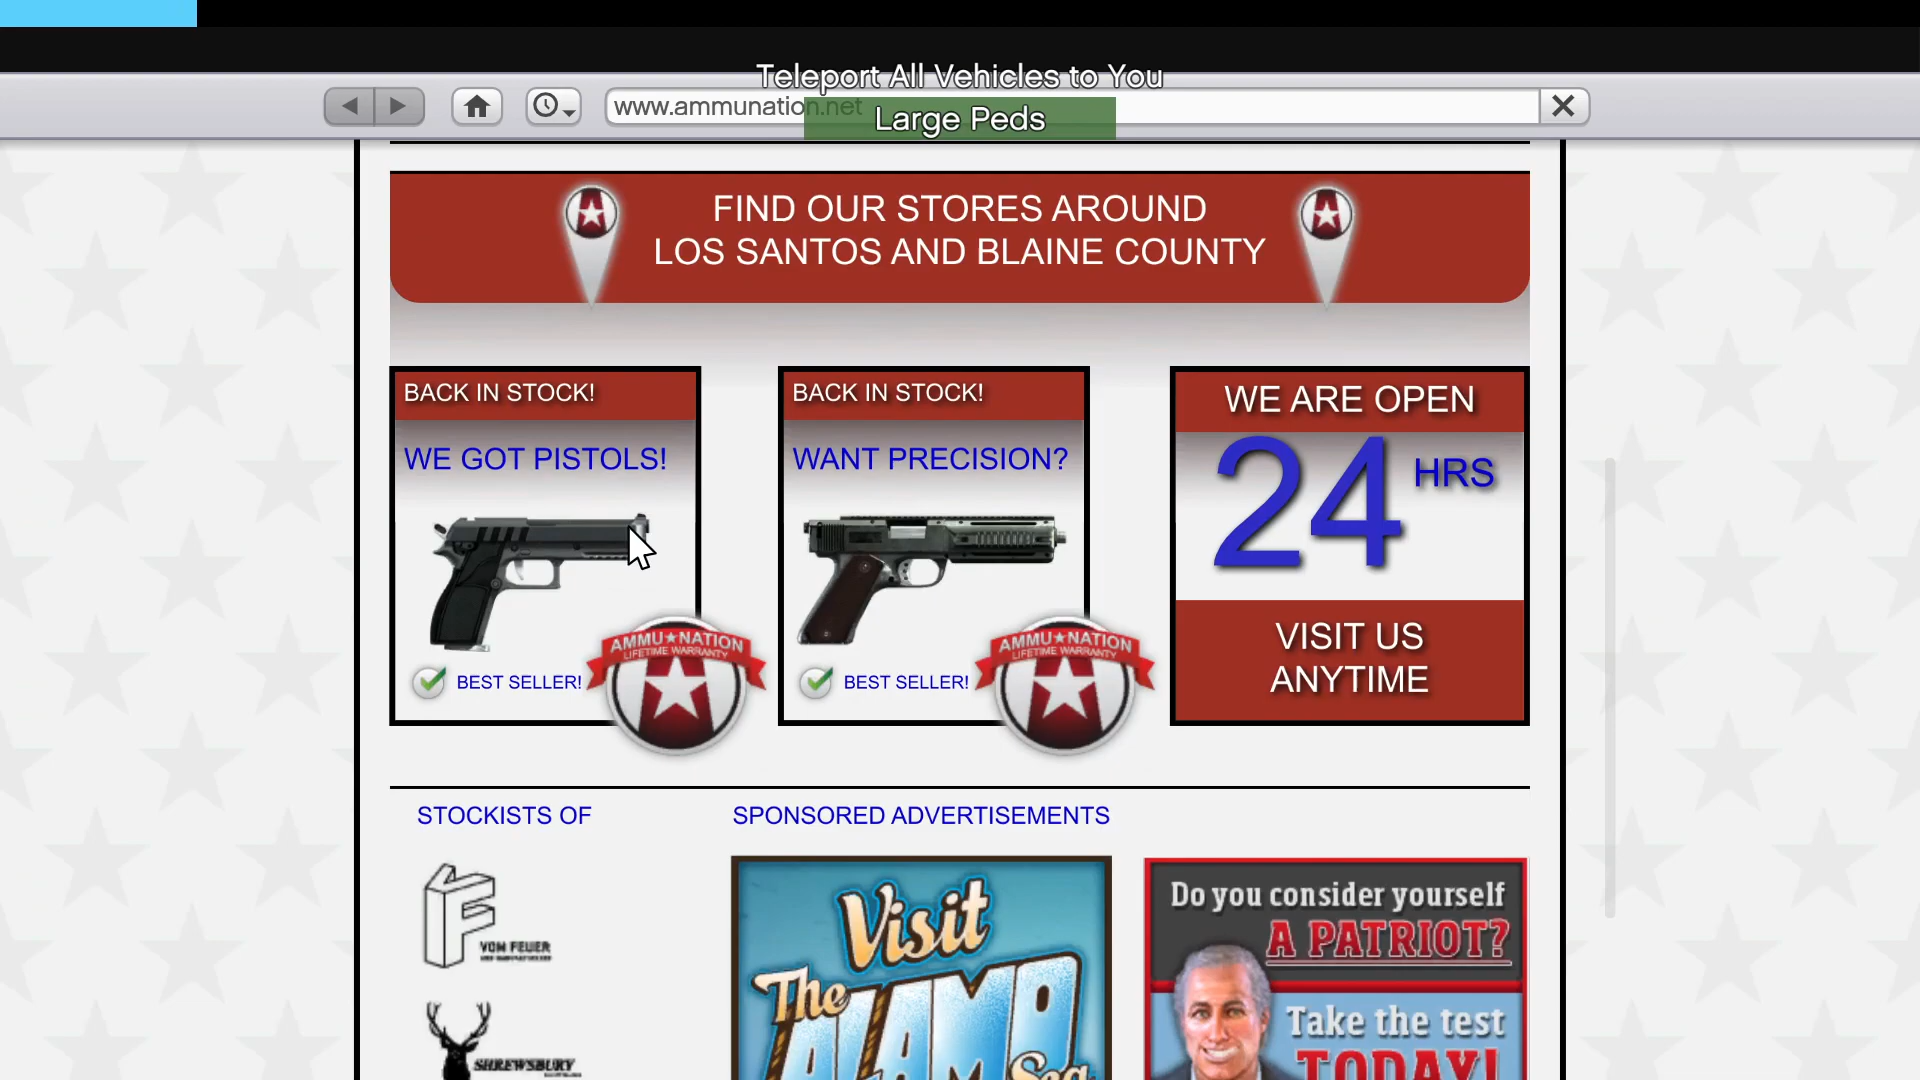 Teleport All Vehicles to You
www.ammunation.net
Large Peds
FIND OUR STORES AROUND
LOS SANTOS AND BLAINE COUNTY
BACK IN STOCK!
WE GOT PISTOLS!
BEST SELLER!
AMMU★NATION
LIFETIME WARRANTY
BACK IN STOCK!
WANT PRECISION?
BEST SELLER!
AMMU★NATION
LIFETIME WARRANTY
WE ARE OPEN
24 HRS
VISIT US
ANYTIME
STOCKISTS OF
VOM FEUER
SHREWSBURY
SPONSORED ADVERTISEMENTS
Visit
The
ALAMO
Sea
Do you consider yourself
A PATRIOT?
Take the test
TODAY!